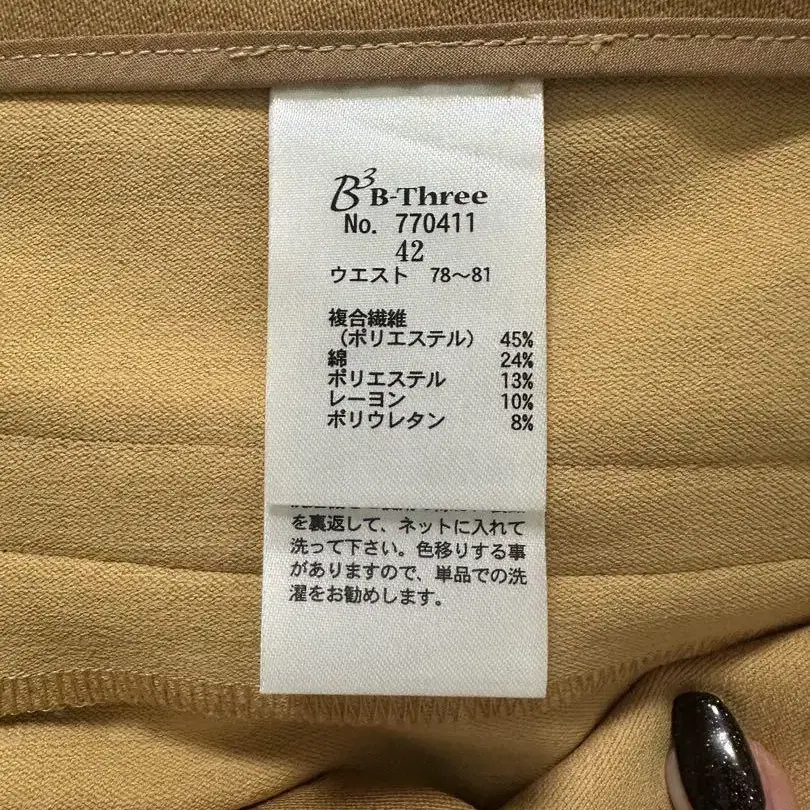 B³ B-Three
No. 770411
42
ウエスト 78〜81
複合繊維
（ポリエステル） 45%
綿 24%
ポリエステル 13%
レーヨン 10%
ポリウレタン 8%
を裏返して、ネットに入れて
洗って下さい。色移りする事
がありますので、単品での洗
濯をお勧めします。